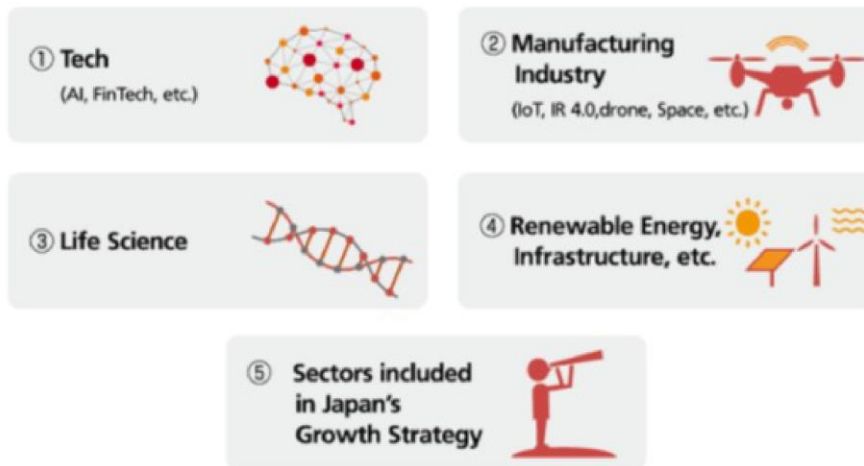 ① Tech
(AI, FinTech, etc.)
② Manufacturing
Industry
(IoT, IR 4.0,drone, Space, etc.)
③ Life Science
④ Renewable Energy,
Infrastructure, etc.
⑤ Sectors included
in Japan's
Growth Strategy